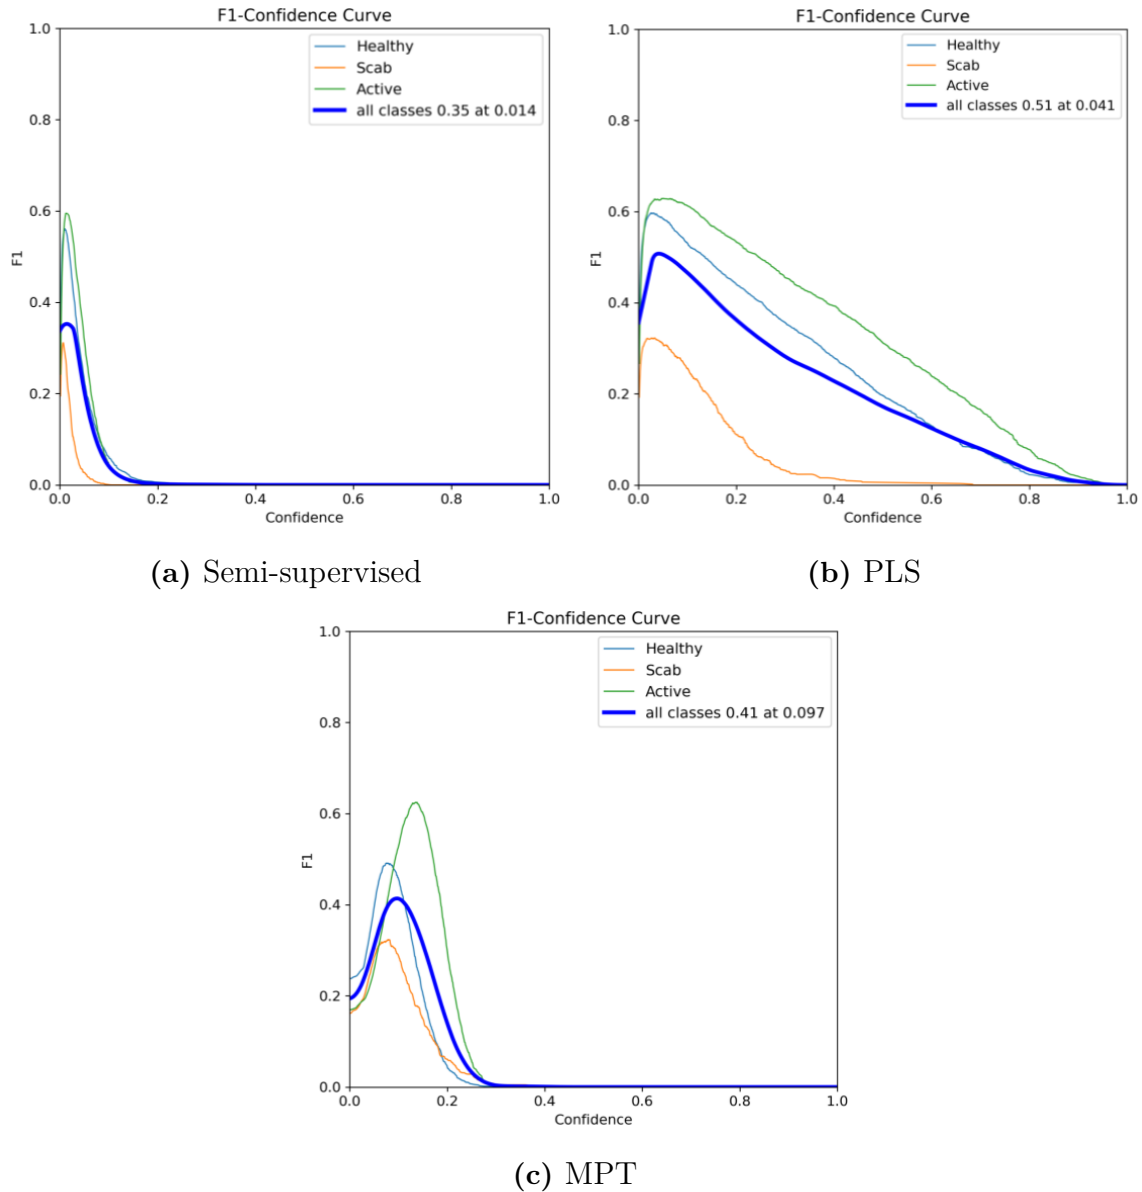 F1-Confidence Curve
1.0
0.8
0.6
0.4
0.2
0.0
F1
Healthy
Scab
Active
all classes 0.35 at 0.014
0.0 0.2 0.4 0.6 0.8 1.0
Confidence
(a) Semi-supervised
F1-Confidence Curve
1.0
0.8
0.6
0.4
0.2
0.0
F1
Healthy
Scab
Active
all classes 0.51 at 0.041
0.0 0.2 0.4 0.6 0.8 1.0
Confidence
(b) PLS
F1-Confidence Curve
1.0
0.8
0.6
0.4
0.2
0.0
F1
Healthy
Scab
Active
all classes 0.41 at 0.097
0.0 0.2 0.4 0.6 0.8 1.0
Confidence
(c) MPT